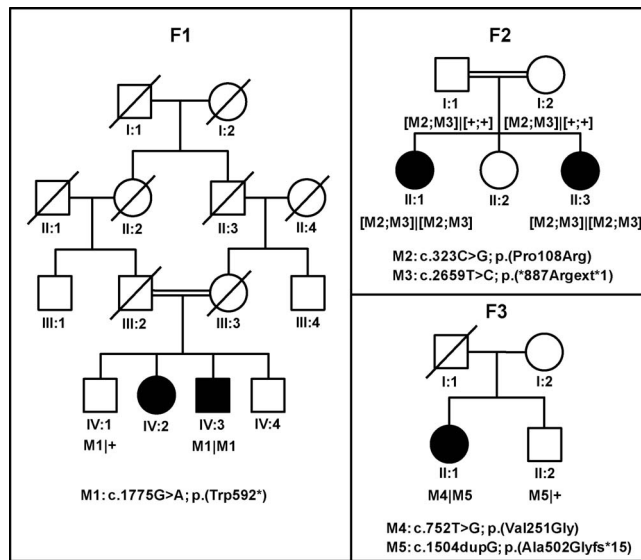 F1
I:1 I:2
II:1 II:2 II:3 II:4
III:1 III:2 III:3 III:4
IV:1 IV:2 IV:3 IV:4
M1|+ M1|M1
M1: c.1775G>A; p.(Trp592*)
F2
I:1 I:2
[M2;M3]|[+;+] [M2;M3]|[+;+]
II:1 II:2 II:3
[M2;M3]|[M2;M3] [M2;M3]|[M2;M3]
M2: c.323C>G; p.(Pro108Arg)
M3: c.2659T>C; p.(*887Argext*1)
F3
I:1 I:2
II:1 II:2
M4|M5 M5|+
M4: c.752T>G; p.(Val251Gly)
M5: c.1504dupG; p.(Ala502Glyfs*15)